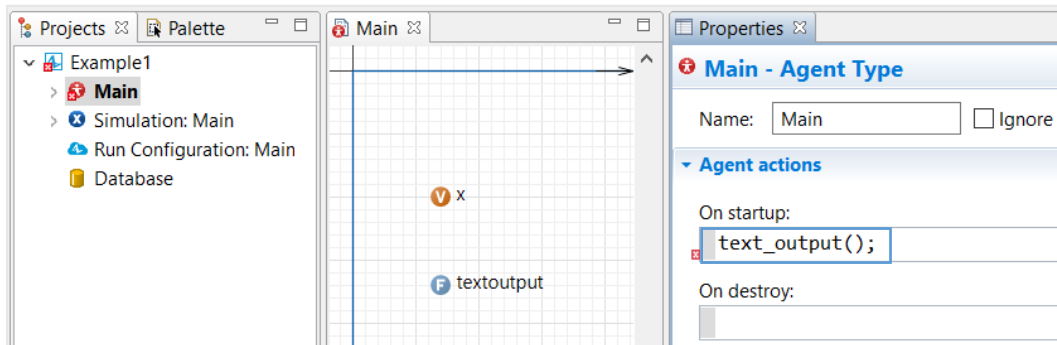 Projects
Palette
Example1
Main
Simulation: Main
Run Configuration: Main
Database
Main
V x
F textoutput
Properties
Main - Agent Type
Name: Main Ignore
Agent actions
On startup:
text_output();
On destroy: